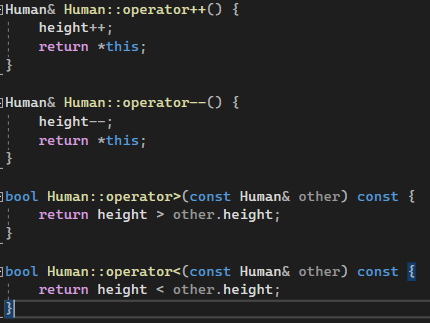 Human& Human::operator++() {
    height++;
    return *this;
}

Human& Human::operator--() {
    height--;
    return *this;
}

bool Human::operator>(const Human& other) const {
    return height > other.height;
}

bool Human::operator<(const Human& other) const {
    return height < other.height;
}